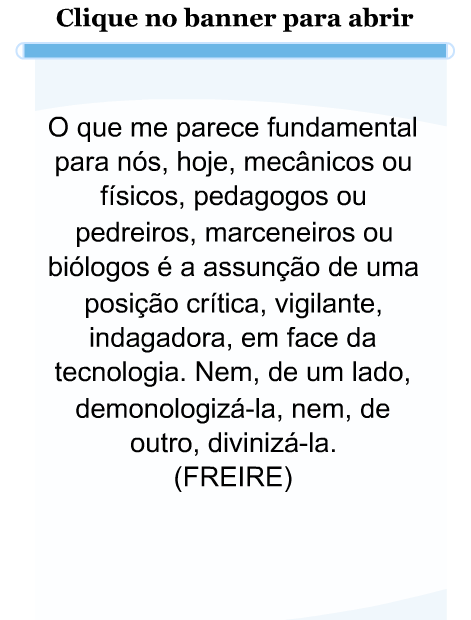 Clique no banner para abrir
O que me parece fundamental
para nós, hoje, mecânicos ou
físicos, pedagogos ou
pedreiros, marceneiros ou
biólogos é a assunção de uma
posição crítica, vigilante,
indagadora, em face da
tecnologia. Nem, de um lado,
demonologizá-la, nem, de
outro, divinizá-la.
(FREIRE)